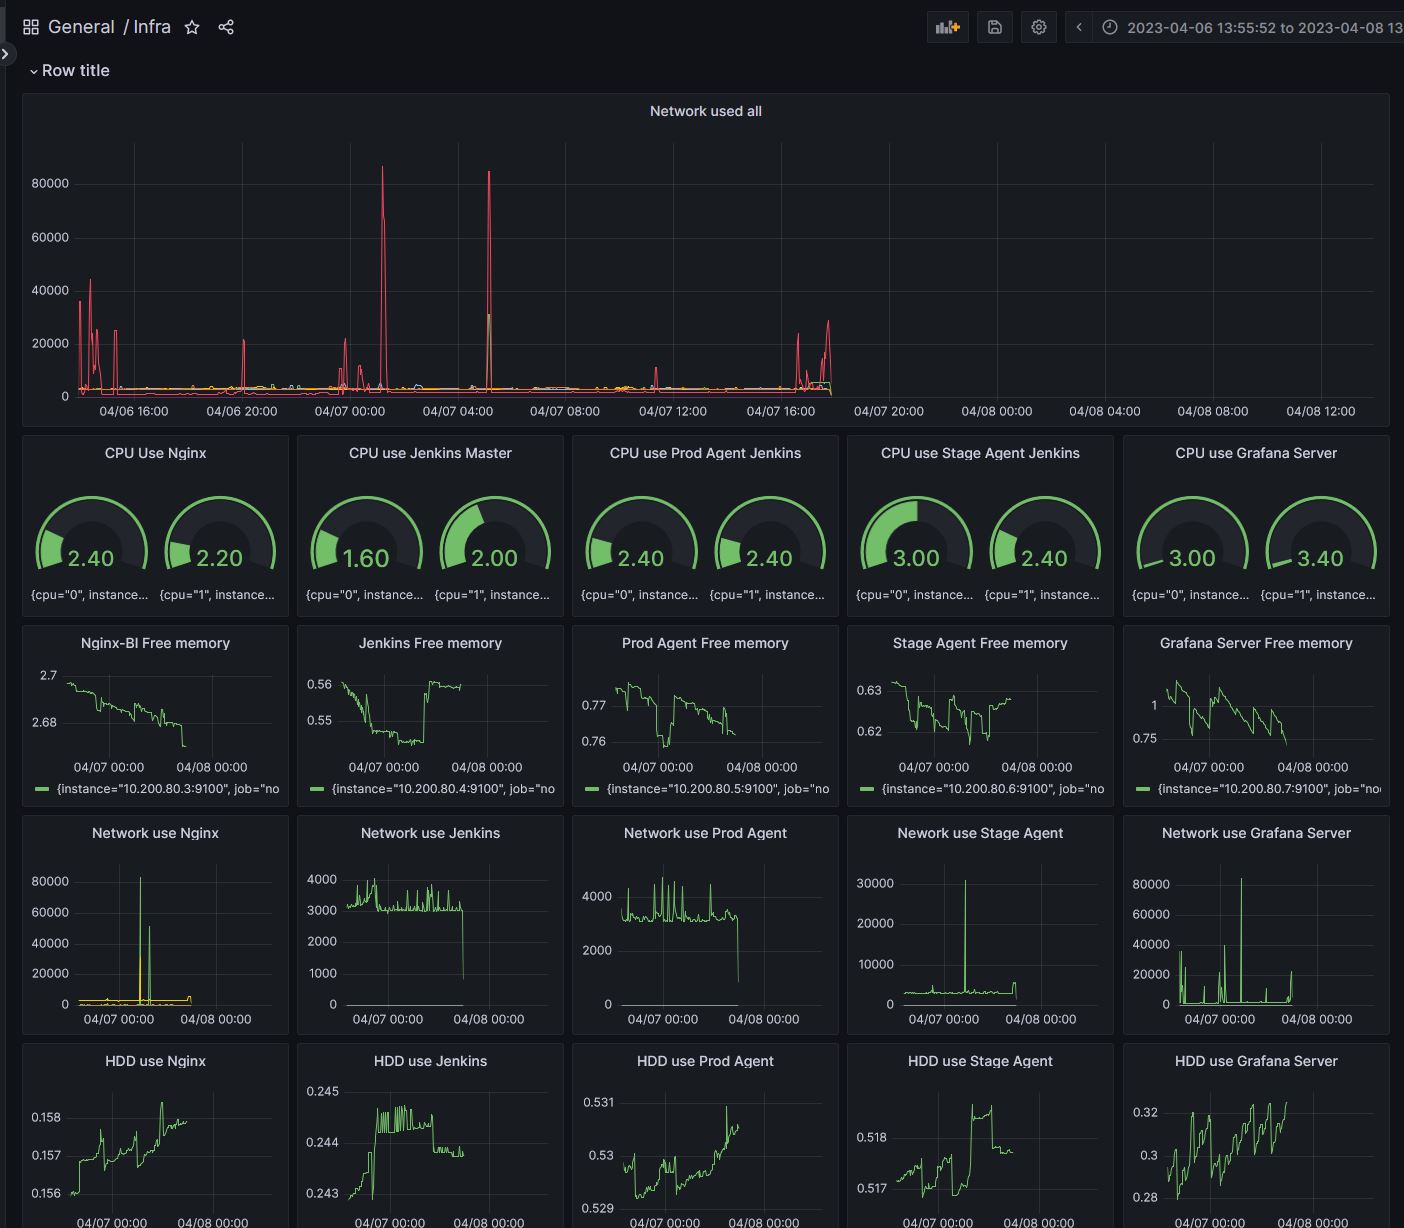 General / Infra
2023-04-06 13:55:52 to 2023-04-08 13
Row title
Network used all
80000
60000
40000
20000
0
04/06 16:00 04/06 20:00 04/07 00:00 04/07 04:00 04/07 08:00 04/07 12:00 04/07 16:00 04/07 20:00 04/08 00:00 04/08 04:00 04/08 08:00 04/08 12:00
CPU Use Nginx
2.40 2.20
{cpu="0", instance... {cpu="1", instance...
CPU use Jenkins Master
1.60 2.00
{cpu="0", instance... {cpu="1", instance...
CPU use Prod Agent Jenkins
2.40 2.40
{cpu="0", instance... {cpu="1", instance...
CPU use Stage Agent Jenkins
3.00 2.40
{cpu="0", instance... {cpu="1", instance...
CPU use Grafana Server
3.00 3.40
{cpu="0", instance... {cpu="1", instance...
Nginx-BI Free memory
2.7
2.68
04/07 00:00 04/08 00:00
{instance="10.200.80.3:9100", job="no
Jenkins Free memory
0.56
0.55
04/07 00:00 04/08 00:00
{instance="10.200.80.4:9100", job="no
Prod Agent Free memory
0.77
0.76
04/07 00:00 04/08 00:00
{instance="10.200.80.5:9100", job="no
Stage Agent Free memory
0.63
0.62
04/07 00:00 04/08 00:00
{instance="10.200.80.6:9100", job="no
Grafana Server Free memory
1
0.75
04/07 00:00 04/08 00:00
{instance="10.200.80.7:9100", job="no
Network use Nginx
80000
60000
40000
20000
0
04/07 00:00 04/08 00:00
Network use Jenkins
4000
3000
2000
1000
0
04/07 00:00 04/08 00:00
Network use Prod Agent
4000
2000
0
04/07 00:00 04/08 00:00
Nework use Stage Agent
30000
20000
10000
0
04/07 00:00 04/08 00:00
Network use Grafana Server
80000
60000
40000
20000
0
04/07 00:00 04/08 00:00
HDD use Nginx
0.158
0.157
0.156
04/07 00:00 04/08 00:00
HDD use Jenkins
0.245
0.244
0.243
04/07 00:00 04/08 00:00
HDD use Prod Agent
0.531
0.53
0.529
04/07 00:00 04/08 00:00
HDD use Stage Agent
0.518
0.517
04/07 00:00 04/08 00:00
HDD use Grafana Server
0.32
0.3
0.28
04/07 00:00 04/08 00:00